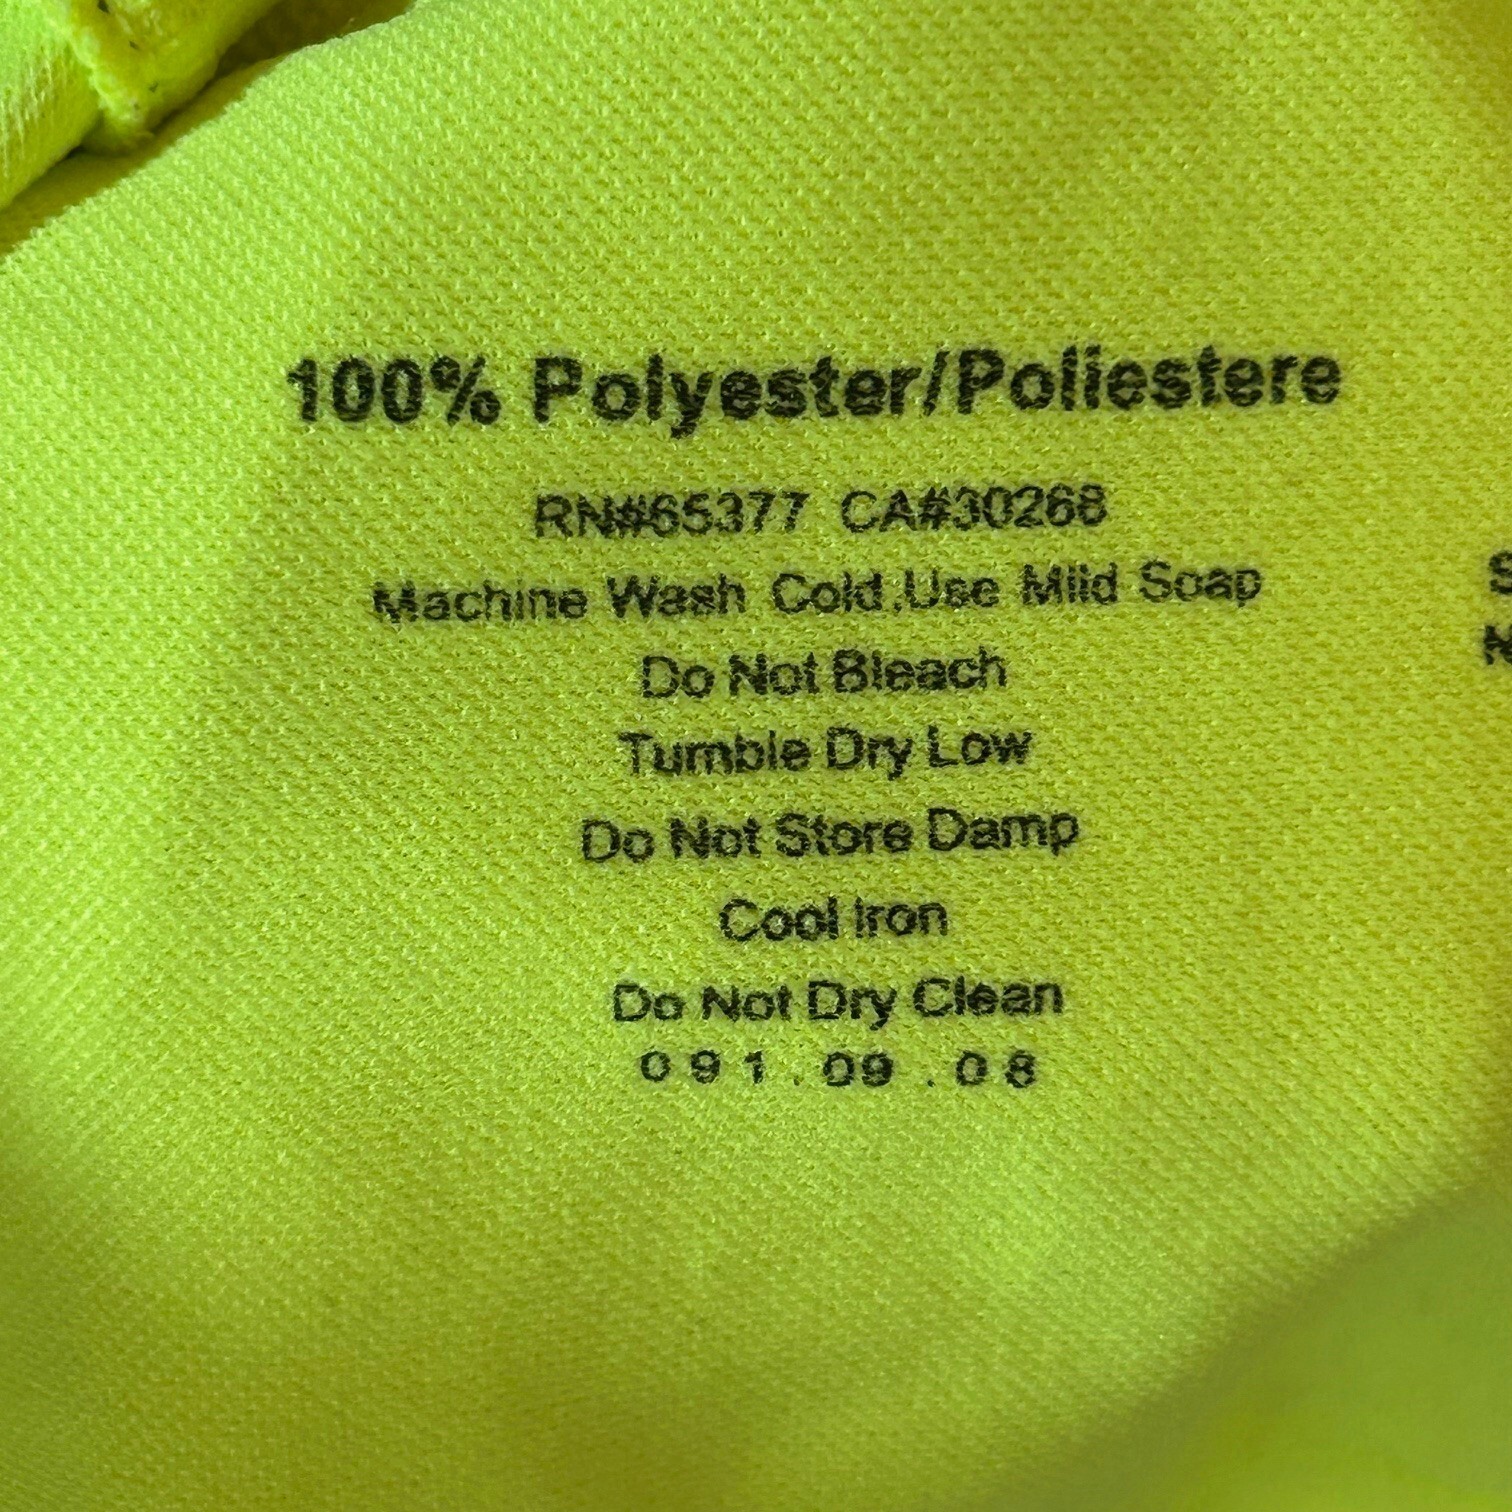 100% Polyester/Poliestere
RN#65377 CA#30268
Machine Wash Cold,Use Mild Soap
Do Not Bleach
Tumble Dry Low
Do Not Store Damp
Cool Iron
Do Not Dry Clean
091.09.08